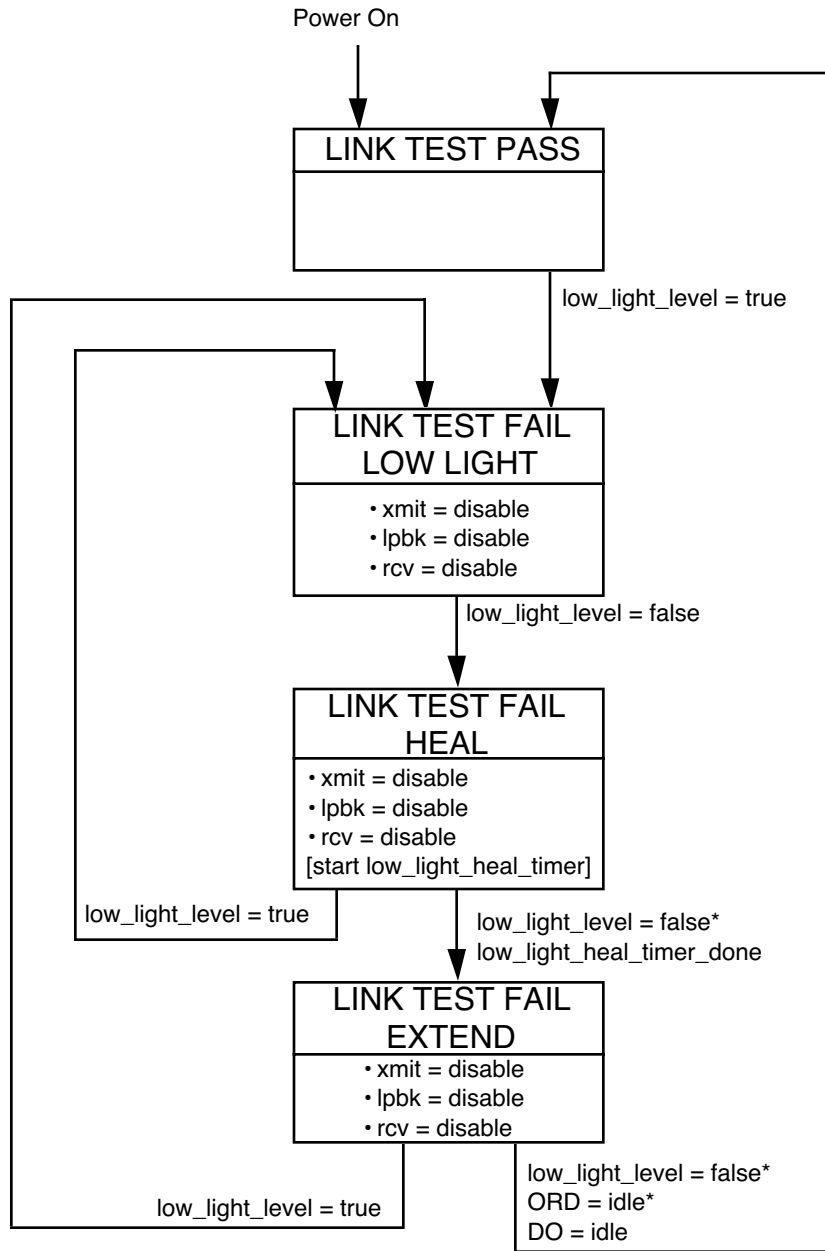 Power On
LINK TEST PASS
low_light_level = true
LINK TEST FAIL
LOW LIGHT
• xmit = disable
• lpbk = disable
• rcv = disable
low_light_level = false
LINK TEST FAIL
HEAL
• xmit = disable
• lpbk = disable
• rcv = disable
[start low_light_heal_timer]
low_light_level = true
low_light_level = false*
low_light_heal_timer_done
LINK TEST FAIL
EXTEND
• xmit = disable
• lpbk = disable
• rcv = disable
low_light_level = true
low_light_level = false*
ORD = idle*
DO = idle